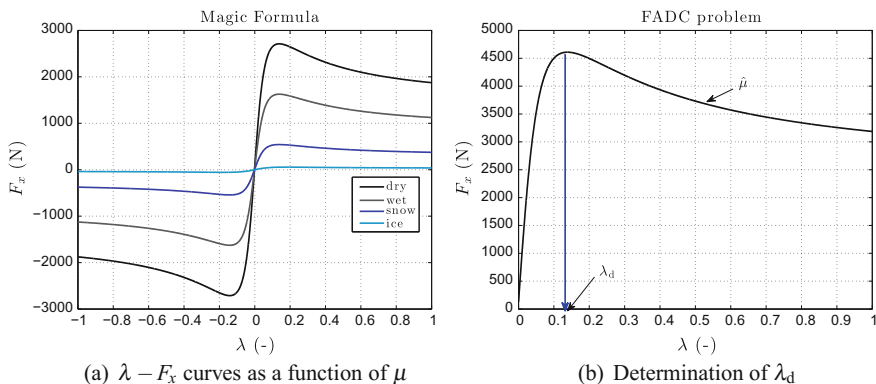 Magic Formula
3000
2000
1000
0
−1000
−2000
−3000
F_x (N)
dry
wet
snow
ice
−1 −0.8 −0.6 −0.4 −0.2 0 0.2 0.4 0.6 0.8 1
λ (-)
(a) λ − F_x curves as a function of μ
FADC problem
5000
4500
4000
3500
3000
2500
2000
1500
1000
500
0
F_x (N)
μ̂
λ_d
0 0.1 0.2 0.3 0.4 0.5 0.6 0.7 0.8 0.9 1
λ (-)
(b) Determination of λ_d